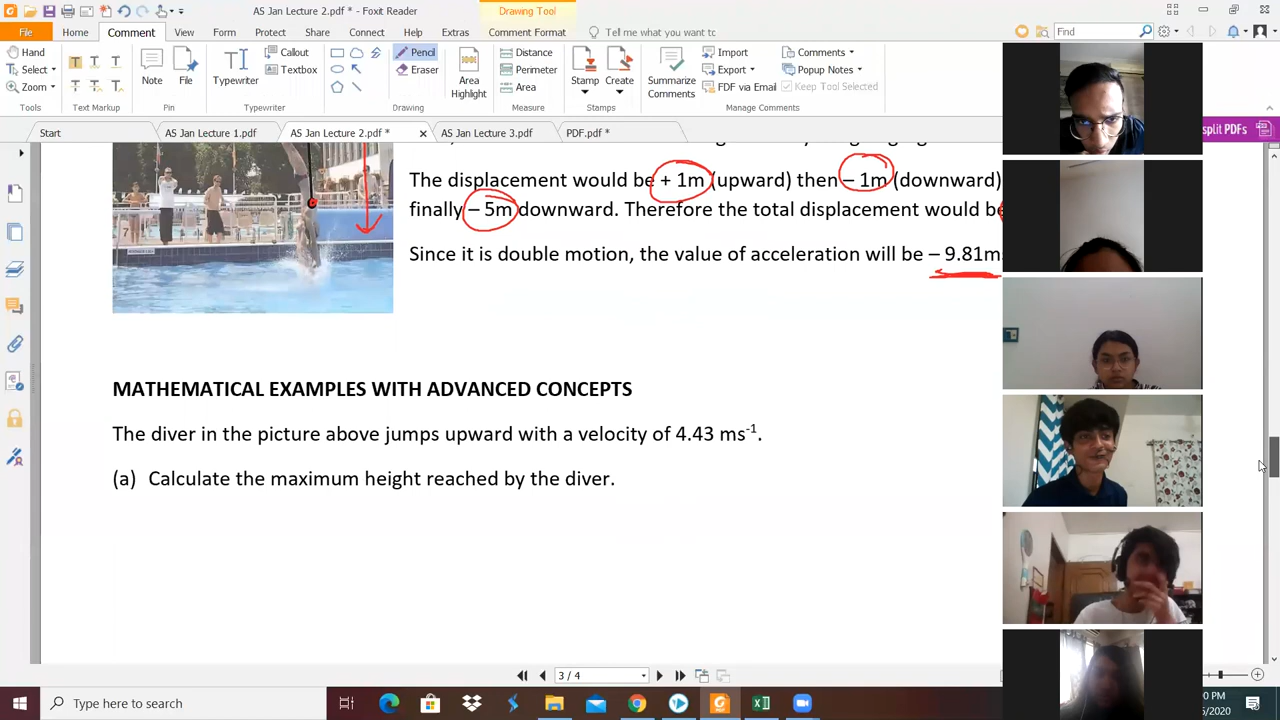 AS Jan Lecture 2.pdf * - Foxit Reader
Drawing Tool
File Home Comment View Form Protect Share Connect Help Extras Comment Format Tell me what you want tc Find
Hand Select Zoom Tools
T T T T T T Text Markup
Note File Pin
Typewriter Callout Textbox Typewriter
Pencil Eraser Drawing
Area Highlight Distance Perimeter Area Measure
Stamp Create Stamps
Summarize Comments Import Export FDF via Email Comments Popup Notes Keep Tool Selected Manage Comments
Start AS Jan Lecture 1.pdf AS Jan Lecture 2.pdf * AS Jan Lecture 3.pdf PDF.pdf * split PDFs
The displacement would be + 1m (upward) then – 1m (downward)
finally – 5m downward. Therefore the total displacement would be
Since it is double motion, the value of acceleration will be – 9.81m
MATHEMATICAL EXAMPLES WITH ADVANCED CONCEPTS
The diver in the picture above jumps upward with a velocity of 4.43 ms-1.
(a) Calculate the maximum height reached by the diver.
3 / 4
Type here to search
0 PM
5/2020